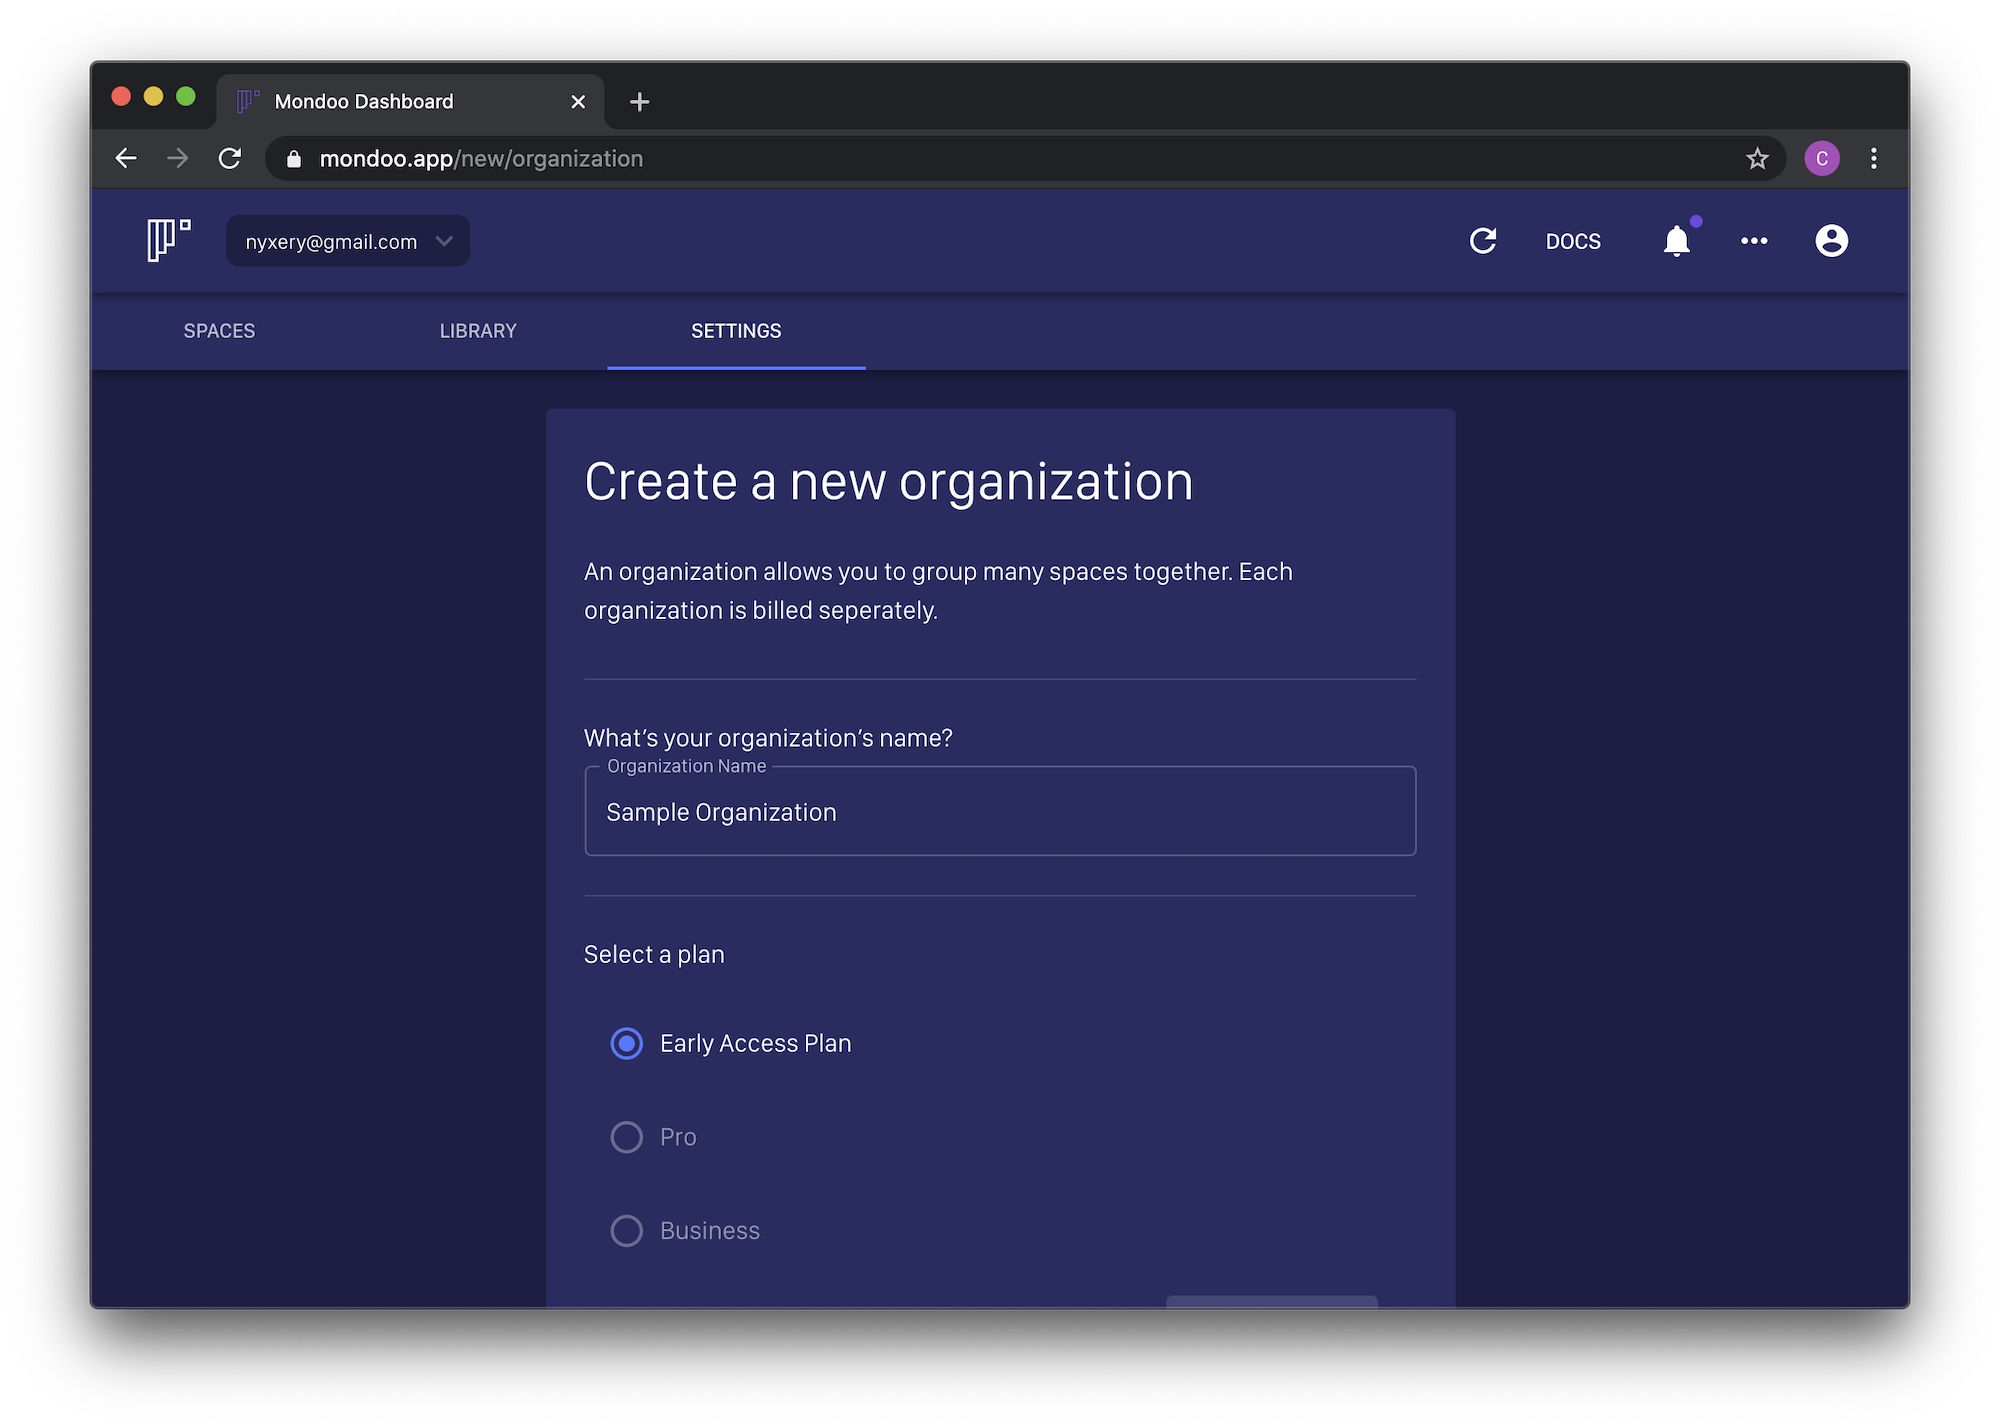 Mondoo Dashboard
mondoo.app/new/organization
C
nyxery@gmail.com
DOCS
SPACES
LIBRARY
SETTINGS
Create a new organization
An organization allows you to group many spaces together. Each
organization is billed seperately.
What's your organization's name?
Organization Name
Sample Organization
Select a plan
Early Access Plan
Pro
Business